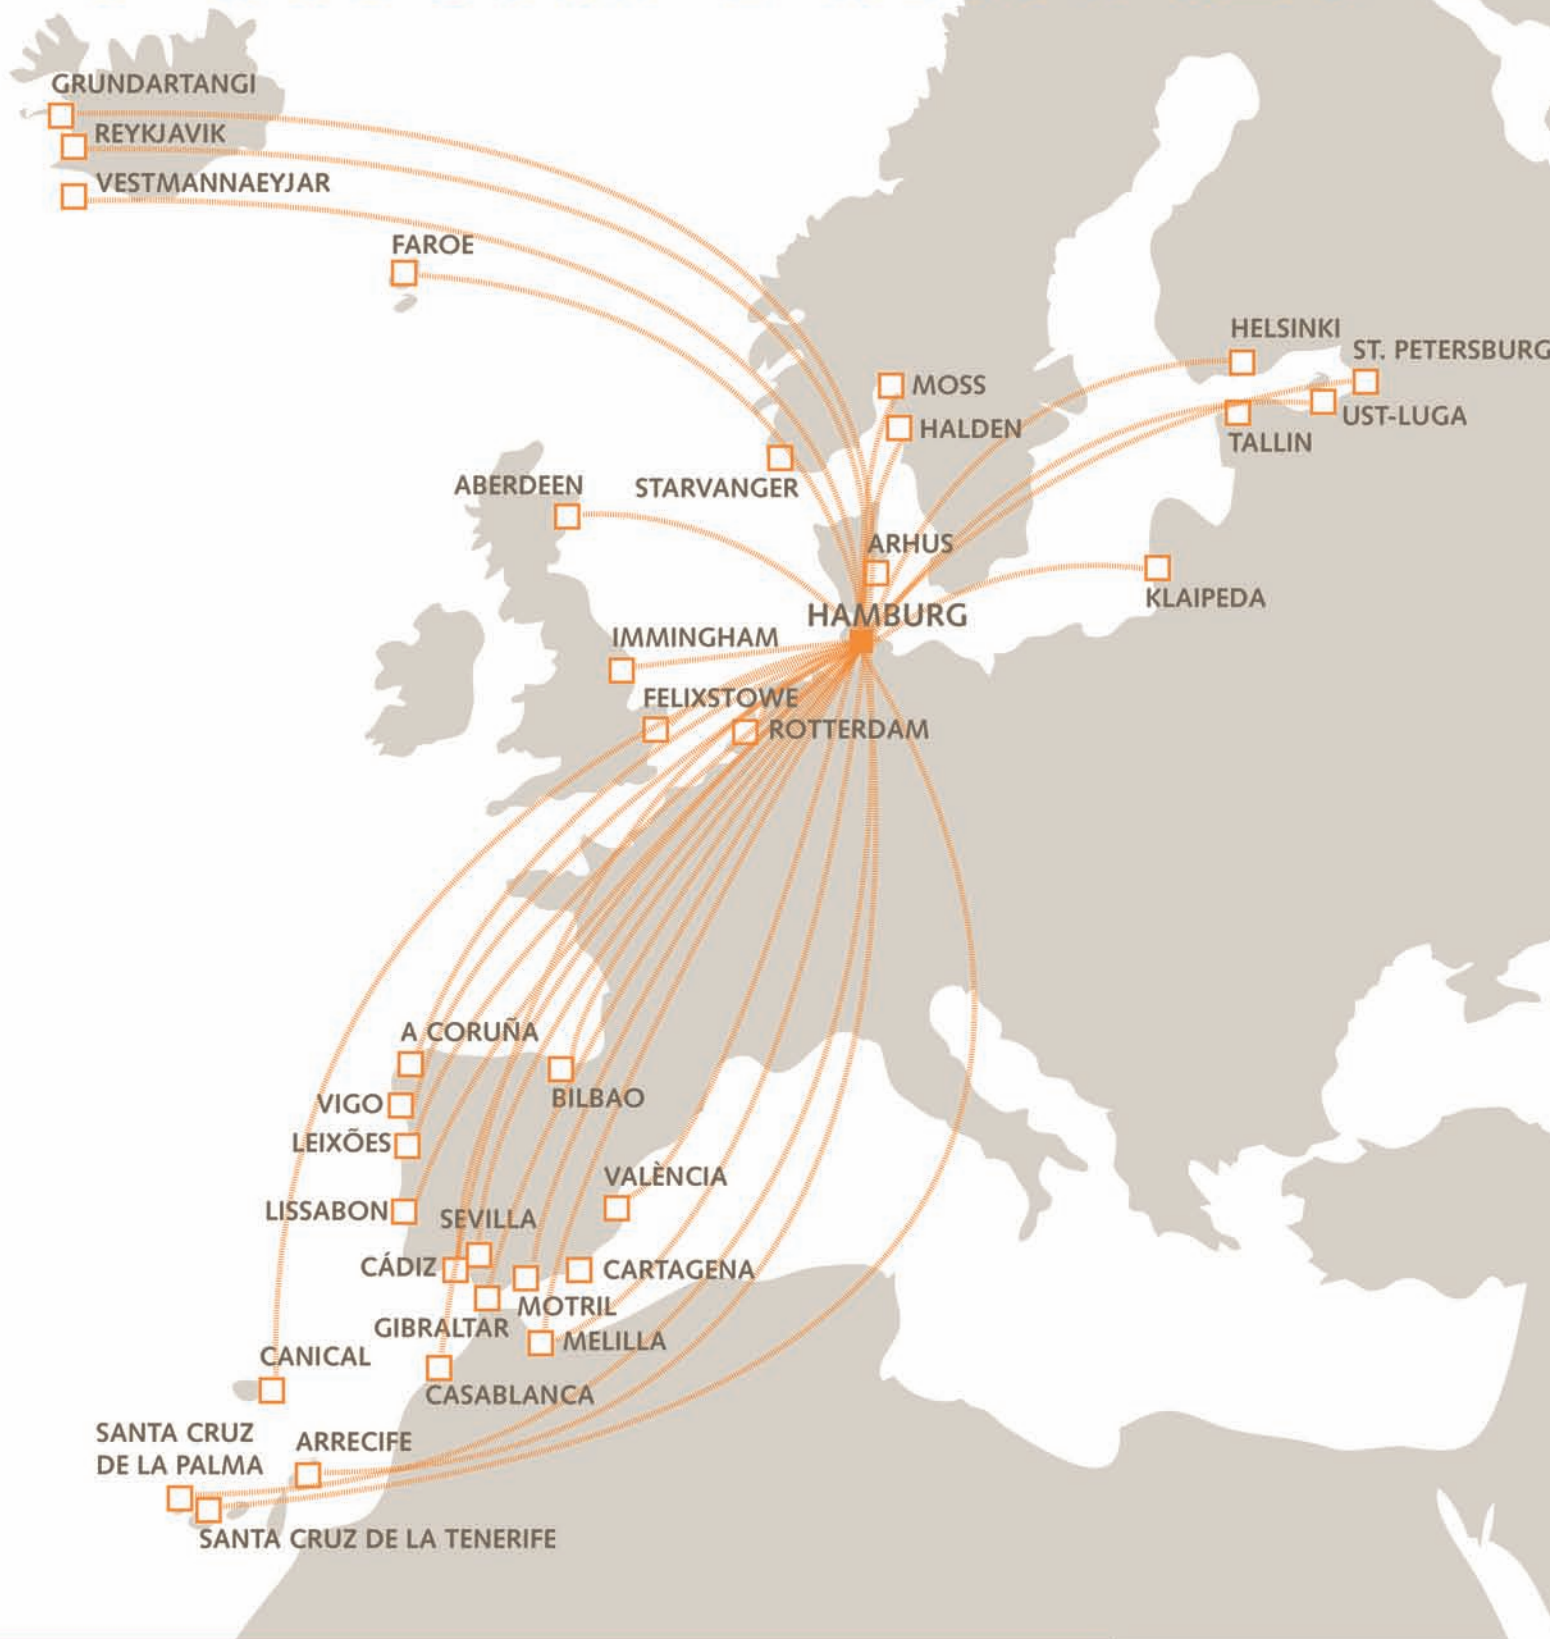 GRUNDARTANGI
REYKJAVIK
VESTMANNAEYJAR
FAROE
HELSINKI
ST. PETERSBURG
MOSS
UST-LUGA
HALDEN
TALLIN
ABERDEEN
STARVANGER
ARHUS
KLAIPEDA
HAMBURG
IMMINGHAM
FELIXSTOWE
ROTTERDAM
A CORUÑA
BILBAO
VIGO
LEIXÕES
VALÈNCIA
LISSABON
SEVILLA
CÁDIZ
CARTAGENA
MOTRIL
GIBRALTAR
MELILLA
CANICAL
CASABLANCA
SANTA CRUZ
DE LA PALMA
ARRECIFE
SANTA CRUZ DE LA TENERIFE